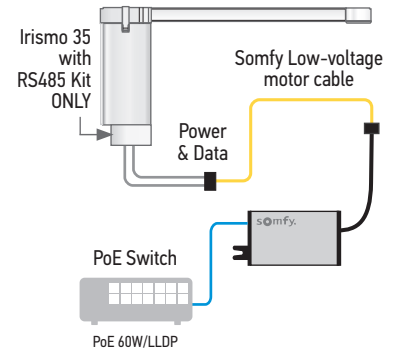 Irismo 35
with
RS485 Kit
ONLY
Somfy Low-voltage
motor cable
Power
& Data
somfy.
PoE Switch
PoE 60W/LLDP